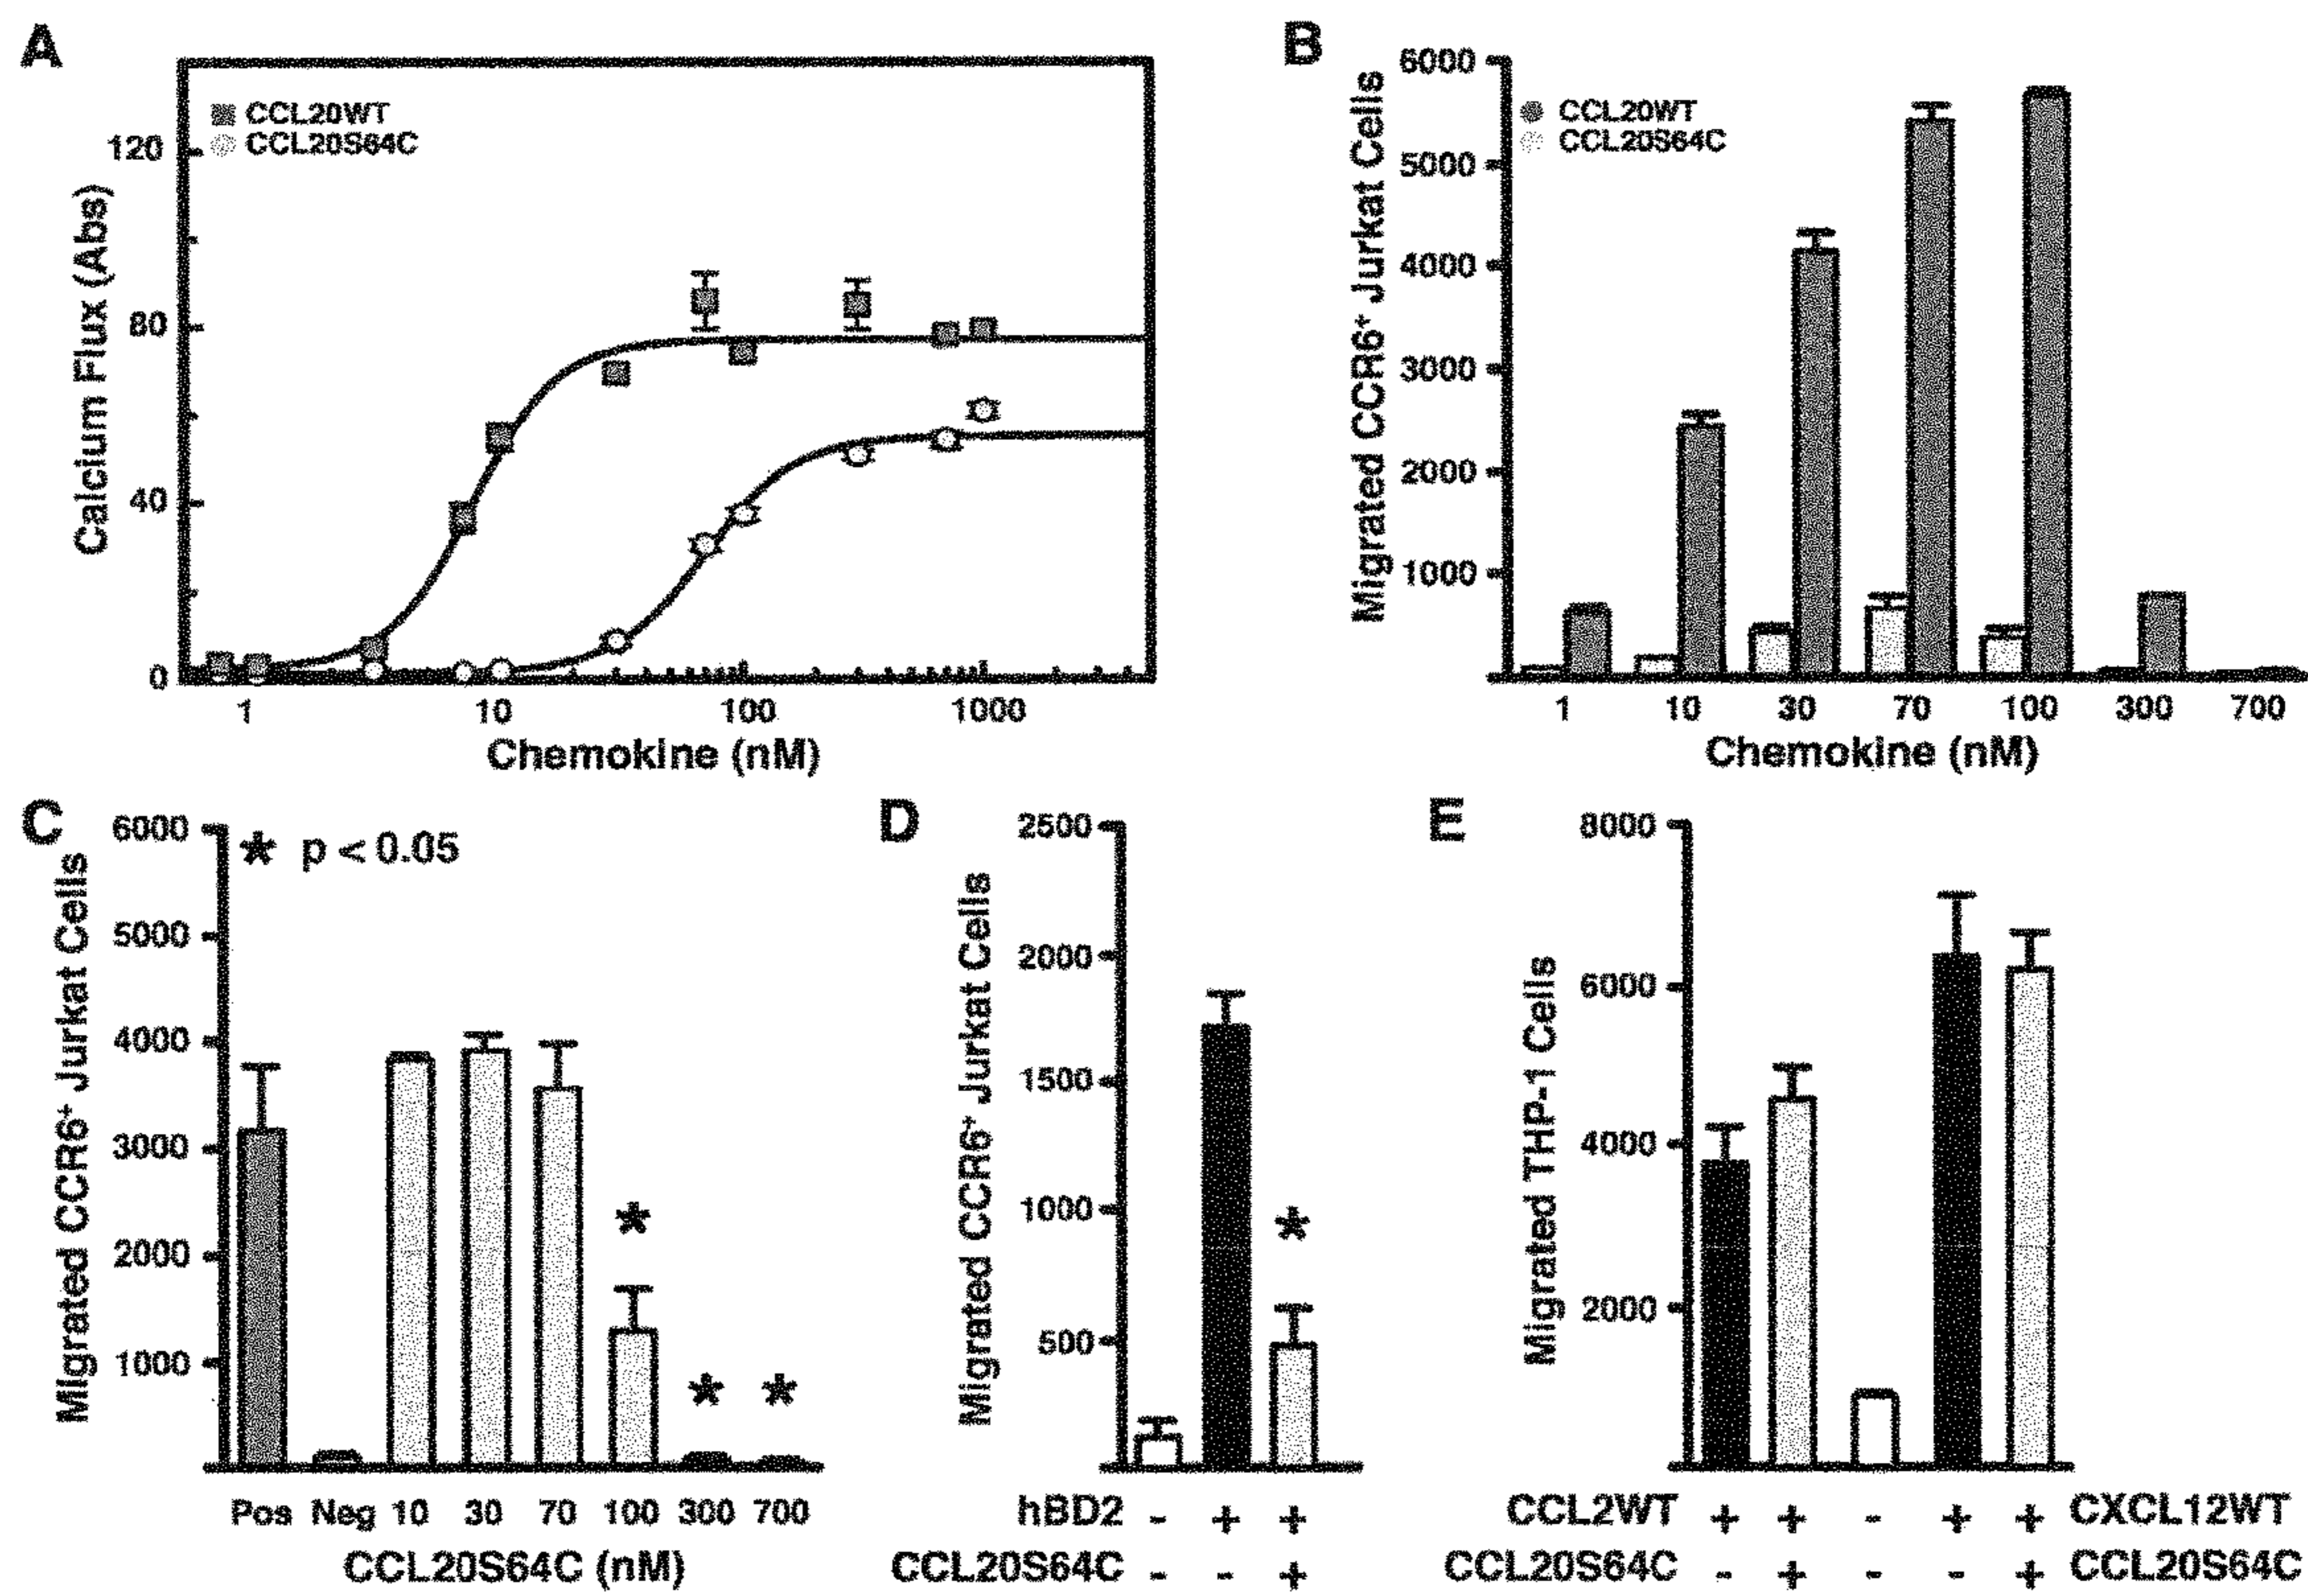 A
CCL20WT
CCL20S64C
120
80
40
0
Calcium Flux (Abs)
1 10 100 1000
Chemokine (nM)
B
CCL20WT
CCL20S64C
6000
5000
4000
3000
2000
1000
Migrated CCR6+ Jurkat Cells
1 10 30 70 100 300 700
Chemokine (nM)
C
* p < 0.05
6000
5000
4000
3000
2000
1000
Migrated CCR6+ Jurkat Cells
*
* *
Pos Neg 10 30 70 100 300 700
CCL20S64C (nM)
D
2500
2000
1500
1000
500
Migrated CCR6+ Jurkat Cells
*
hBD2 - + +
CCL20S64C - - +
E
8000
6000
4000
2000
Migrated THP-1 Cells
CCL2WT + + - + + CXCL12WT
CCL20S64C - + - - + CCL20S64C